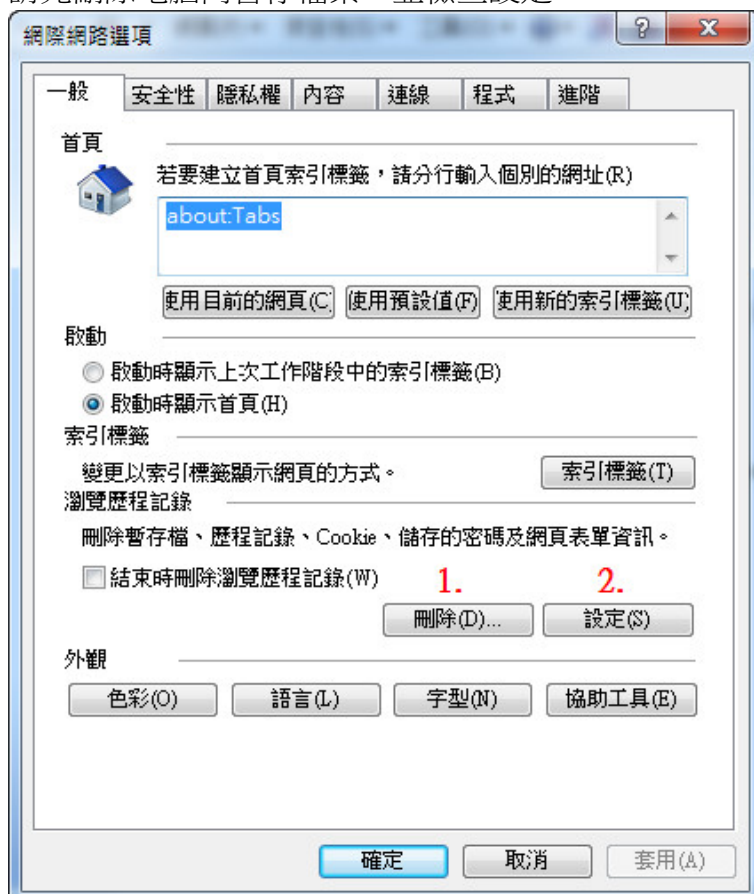 網際網路選項
? X
一般 安全性 隱私權 內容 連線 程式 進階
首頁
若要建立首頁索引標籤，請分行輸入個別的網址(R)
about:Tabs
使用目前的網頁(C) 使用預設值(F) 使用新的索引標籤(U)
啟動
啟動時顯示上次工作階段中的索引標籤(B)
啟動時顯示首頁(H)
索引標籤
變更以索引標籤顯示網頁的方式。 索引標籤(T)
瀏覽歷程記錄
刪除暫存檔、歷程記錄、Cookie、儲存的密碼及網頁表單資訊。
結束時刪除瀏覽歷程記錄(W) 1. 2.
刪除(D)... 設定(S)
外觀
色彩(O) 語言(L) 字型(N) 協助工具(E)
確定 取消 套用(A)